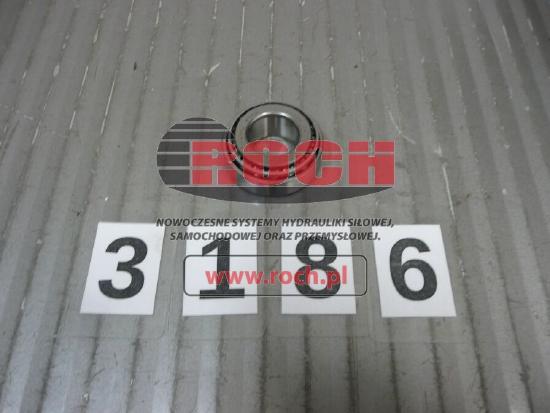 ROCH
NOWOCZESNE SYSTEMY HYDRAULIKI SIŁOWEJ,
SAMOCHODOWEJ ORAZ PRZEMYSŁOWEJ.
3 1 8 6
www.roch.pl